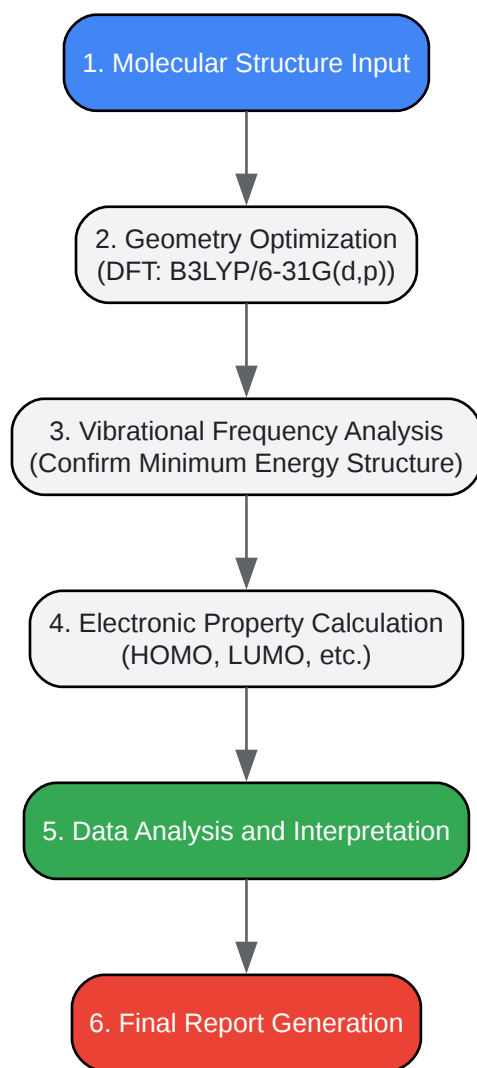 1. Molecular Structure Input
2. Geometry Optimization
(DFT: B3LYP/6-31G(d,p))
3. Vibrational Frequency Analysis
(Confirm Minimum Energy Structure)
4. Electronic Property Calculation
(HOMO, LUMO, etc.)
5. Data Analysis and Interpretation
6. Final Report Generation